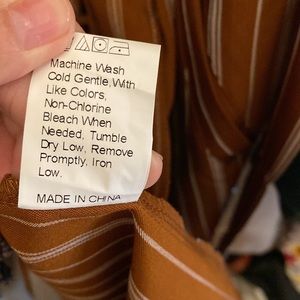 Machine Wash
Cold Gentle,With
Like Colors,
Non-Chlorine
Bleach When
Needed, Tumble
Dry Low, Remove
Promptly, Iron
Low.
MADE IN CHINA